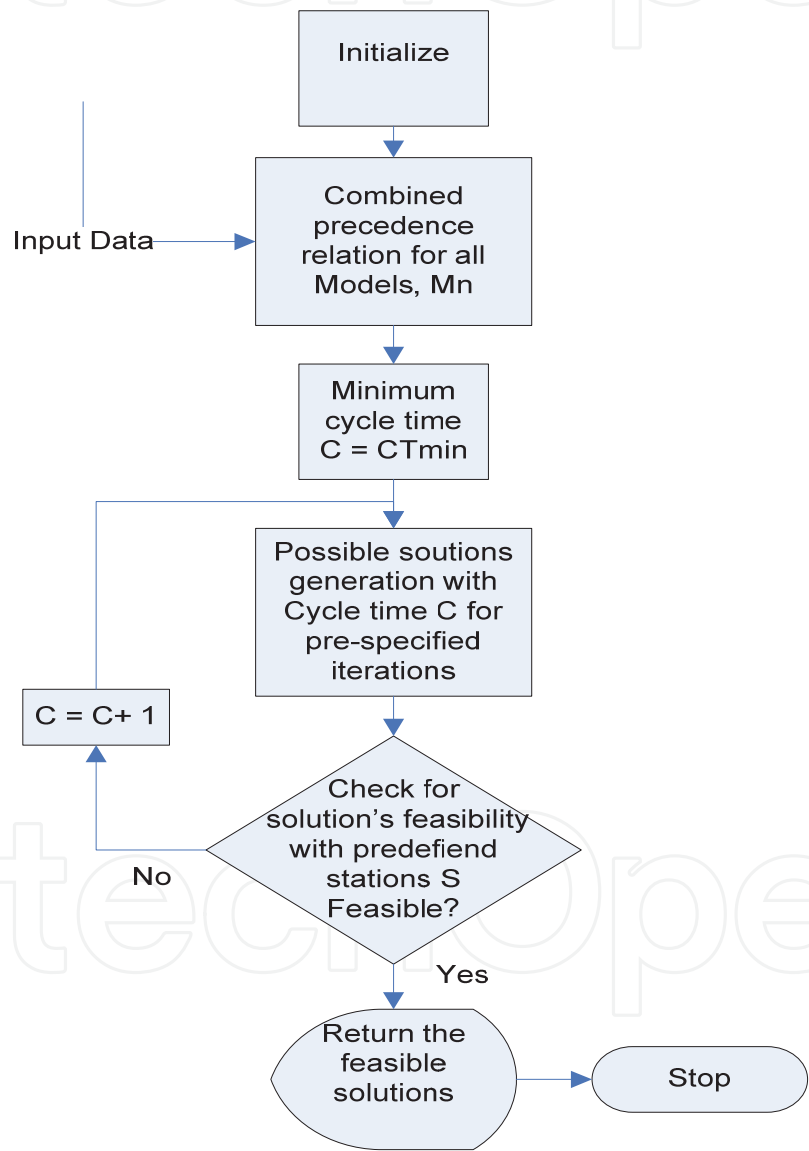 Initialize
Combined
precedence
relation for all
Models, Mn
Input Data
Minimum
cycle time
C = CTmin
Possible soutions
generation with
Cycle time C for
pre-specified
iterations
C = C+ 1
Check for
solution’s feasibility
with predefiend
stations S
Feasible?
No
Yes
Return the
feasible
solutions
Stop